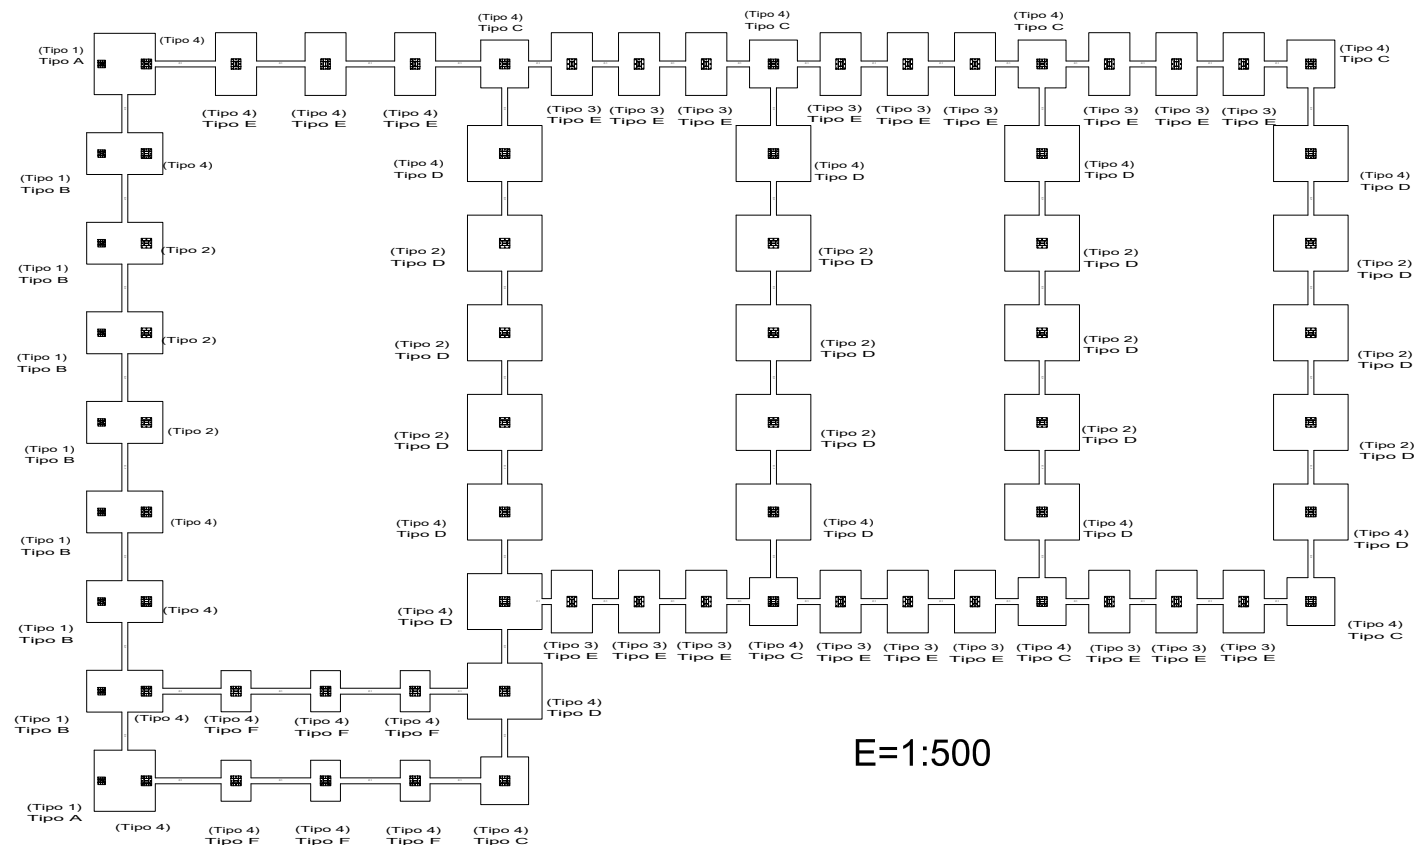 (Tipo 4)
Tipo C
(Tipo 4)
Tipo C
(Tipo 4)
Tipo C
(Tipo 1)
Tipo A
(Tipo 4)
(Tipo 4)
Tipo C
(Tipo 4)
Tipo E
(Tipo 4)
Tipo E
(Tipo 4)
Tipo E
(Tipo 3)
Tipo E
(Tipo 3)
Tipo E
(Tipo 3)
Tipo E
(Tipo 3)
Tipo E
(Tipo 3)
Tipo E
(Tipo 3)
Tipo E
(Tipo 3)
Tipo E
(Tipo 3)
Tipo E
(Tipo 3)
Tipo E
(Tipo 1)
Tipo B
(Tipo 4)
(Tipo 4)
Tipo D
(Tipo 4)
Tipo D
(Tipo 4)
Tipo D
(Tipo 4)
Tipo D
(Tipo 1)
Tipo B
(Tipo 2)
(Tipo 2)
Tipo D
(Tipo 2)
Tipo D
(Tipo 2)
Tipo D
(Tipo 2)
Tipo D
(Tipo 1)
Tipo B
(Tipo 2)
(Tipo 2)
Tipo D
(Tipo 2)
Tipo D
(Tipo 2)
Tipo D
(Tipo 2)
Tipo D
(Tipo 1)
Tipo B
(Tipo 2)
(Tipo 2)
Tipo D
(Tipo 2)
Tipo D
(Tipo 2)
Tipo D
(Tipo 2)
Tipo D
(Tipo 1)
Tipo B
(Tipo 4)
(Tipo 4)
Tipo D
(Tipo 4)
Tipo D
(Tipo 4)
Tipo D
(Tipo 4)
Tipo D
(Tipo 1)
Tipo B
(Tipo 4)
(Tipo 4)
Tipo D
(Tipo 3)
Tipo E
(Tipo 3)
Tipo E
(Tipo 3)
Tipo E
(Tipo 4)
Tipo C
(Tipo 3)
Tipo E
(Tipo 3)
Tipo E
(Tipo 3)
Tipo E
(Tipo 4)
Tipo C
(Tipo 3)
Tipo E
(Tipo 3)
Tipo E
(Tipo 3)
Tipo E
(Tipo 4)
Tipo C
(Tipo 1)
Tipo B
(Tipo 4)
(Tipo 4)
Tipo F
(Tipo 4)
Tipo F
(Tipo 4)
Tipo F
(Tipo 4)
Tipo D
E=1:500
(Tipo 1)
Tipo A
(Tipo 4)
(Tipo 4)
Tipo F
(Tipo 4)
Tipo F
(Tipo 4)
Tipo F
(Tipo 4)
Tipo C